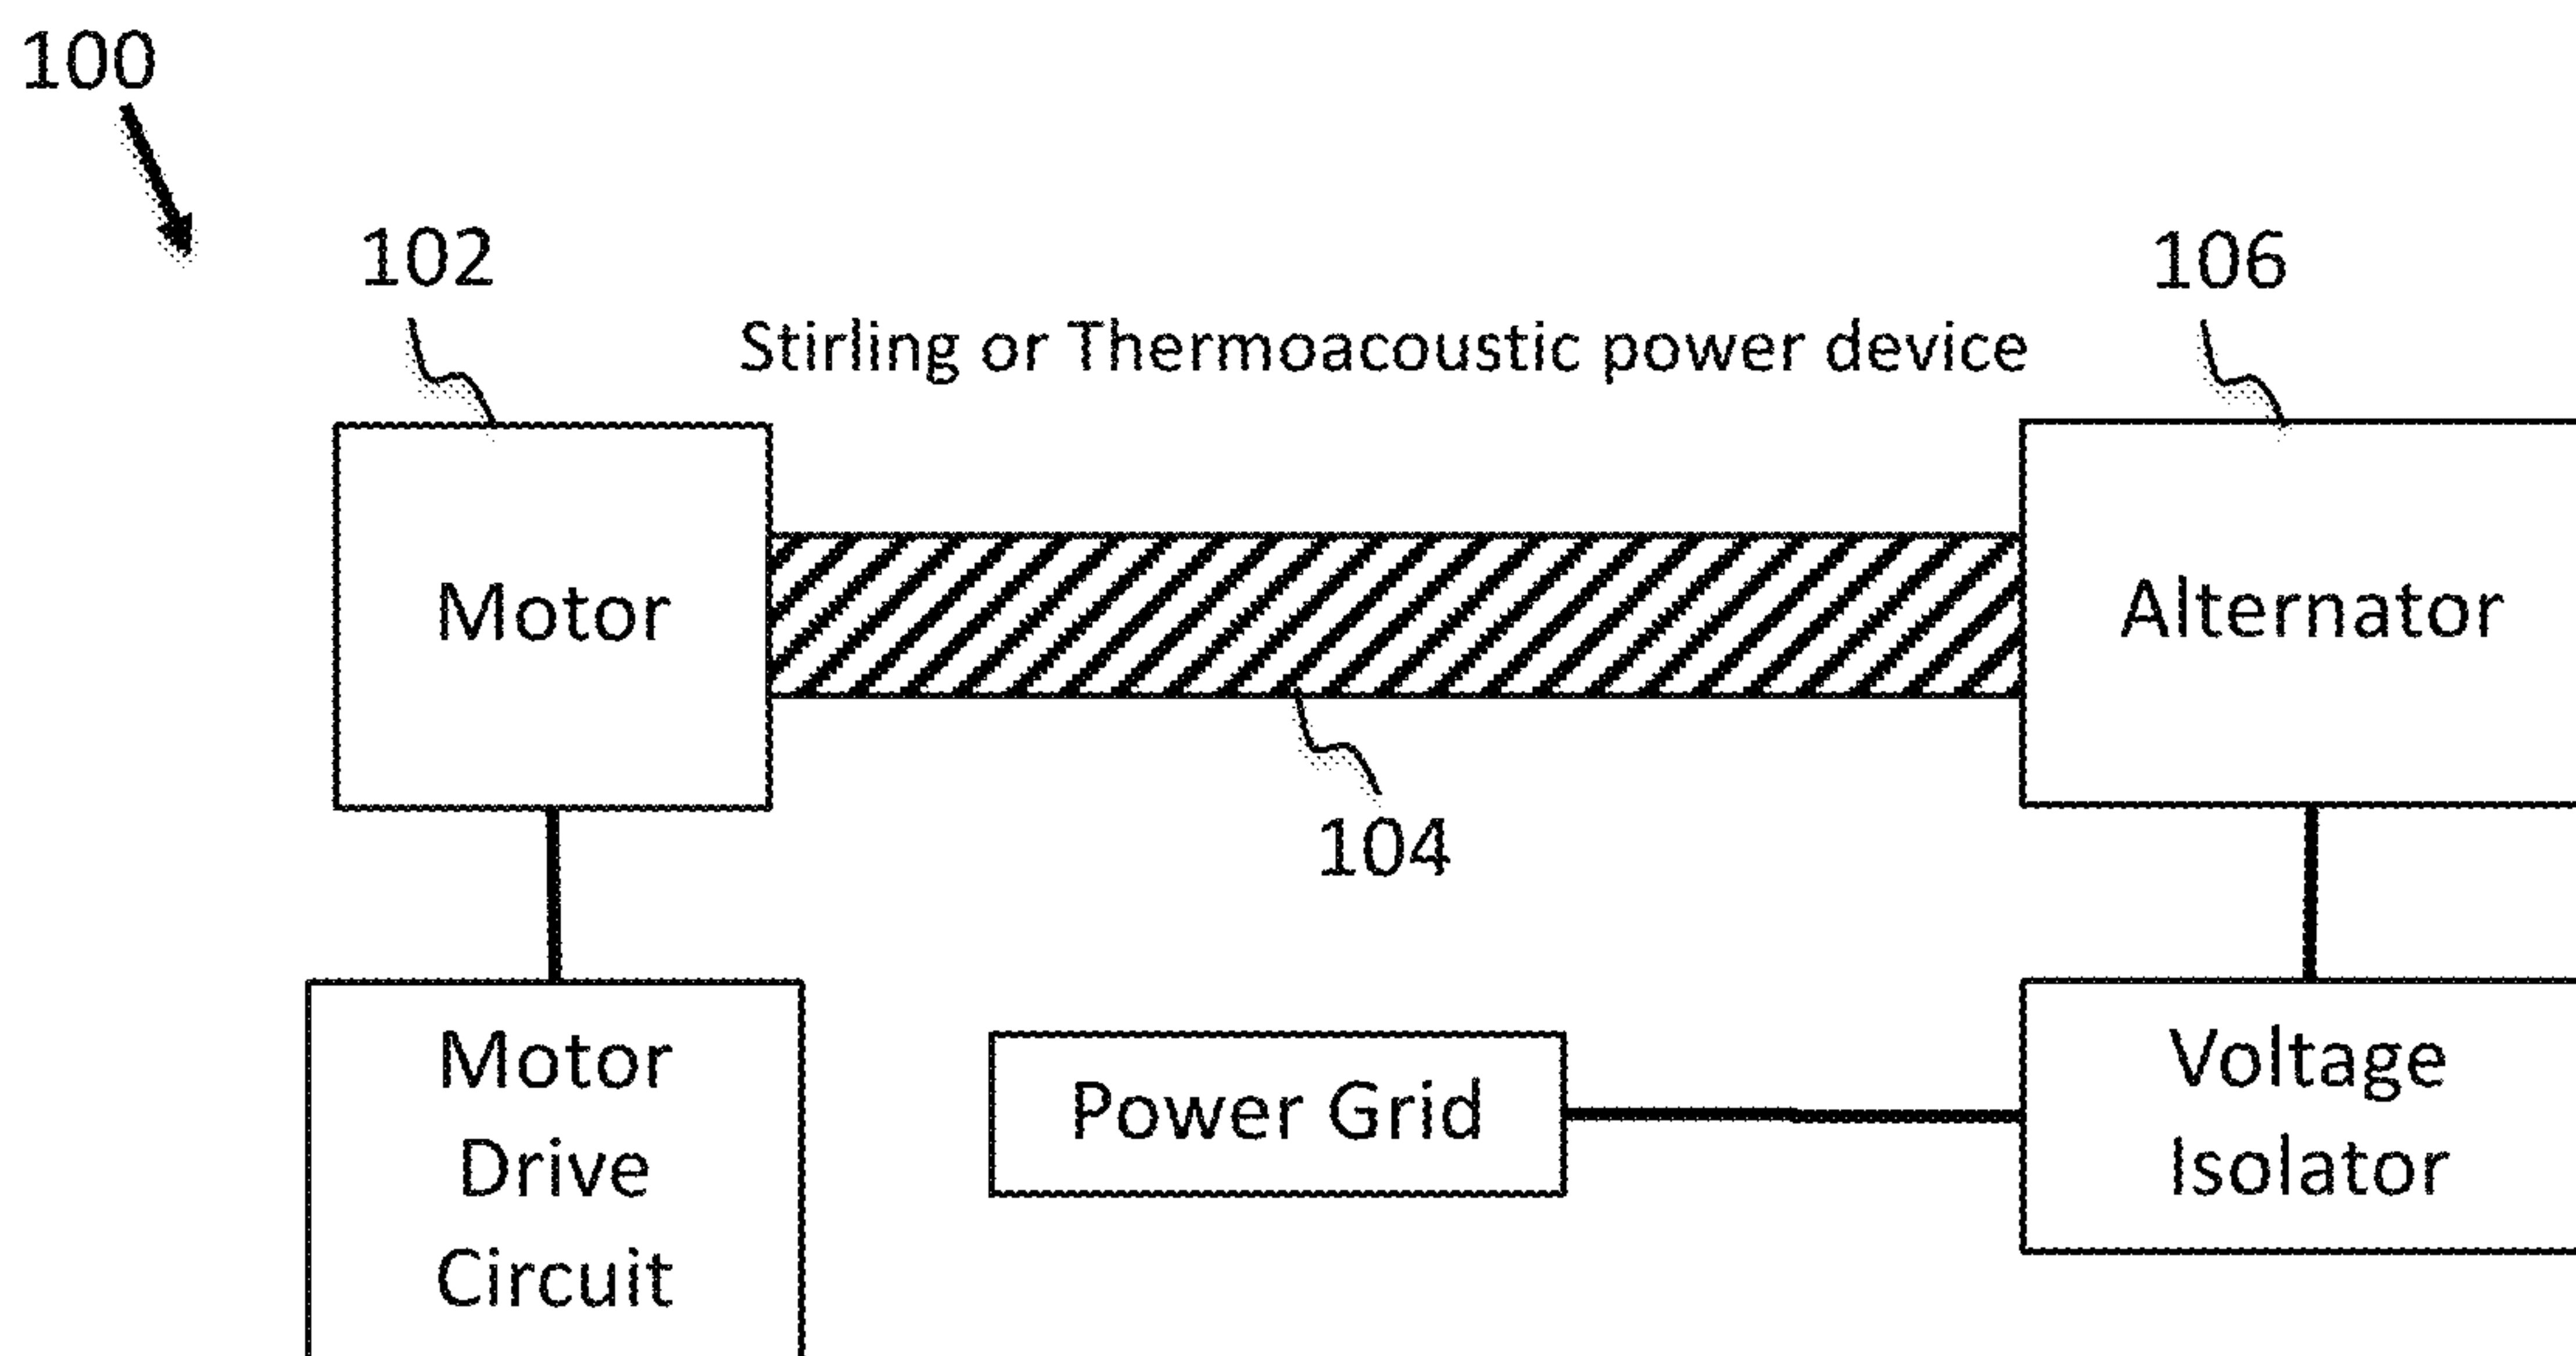 100
102
106
Stirling or Thermoacoustic power device
Motor
Alternator
104
Motor
Drive
Circuit
Power Grid
Voltage
Isolator